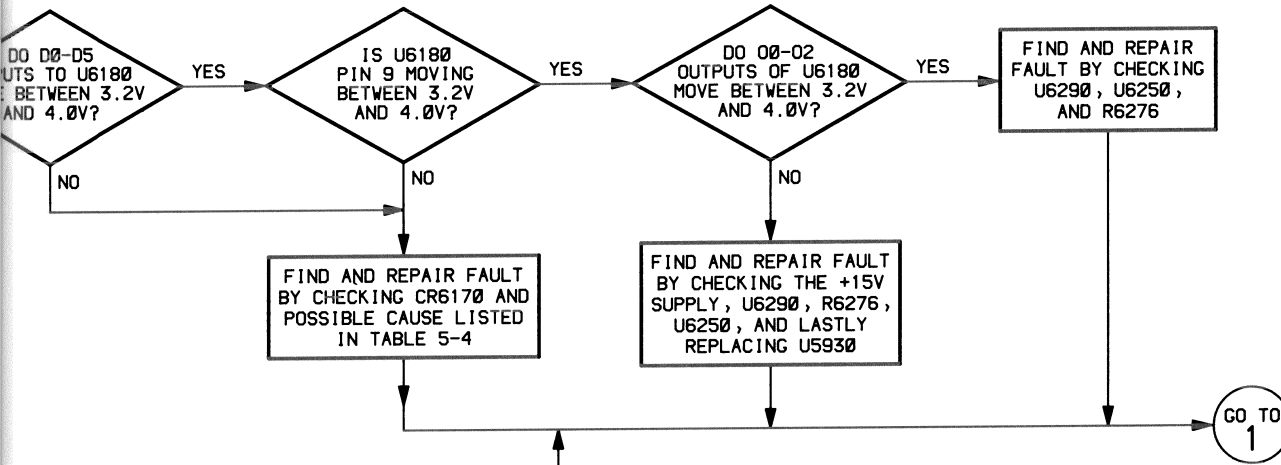 DO D0-D5
UTS TO U6180
BETWEEN 3.2V
AND 4.0V?
YES
NO
IS U6180
PIN 9 MOVING
BETWEEN 3.2V
AND 4.0V?
YES
NO
DO O0-O2
OUTPUTS OF U6180
MOVE BETWEEN 3.2V
AND 4.0V?
YES
NO
FIND AND REPAIR
FAULT BY CHECKING
U6290, U6250,
AND R6276
FIND AND REPAIR FAULT
BY CHECKING CR6170 AND
POSSIBLE CAUSE LISTED
IN TABLE 5-4
FIND AND REPAIR FAULT
BY CHECKING THE +15V
SUPPLY, U6290, R6276,
U6250, AND LASTLY
REPLACING U5930
GO TO
1